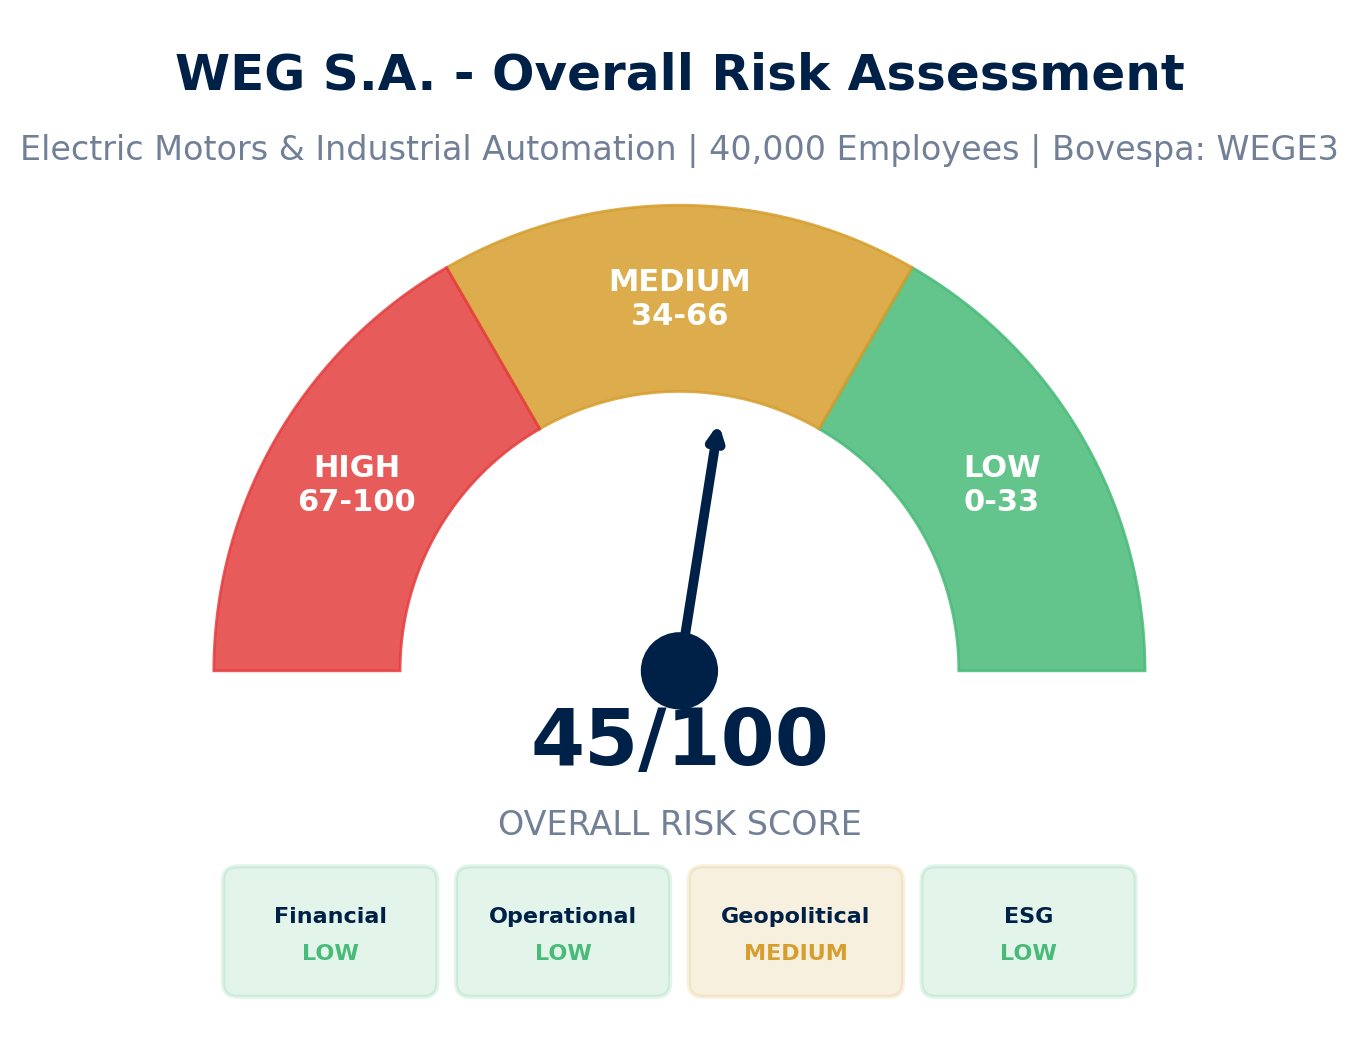 WEG S.A. - Overall Risk Assessment
Electric Motors & Industrial Automation | 40,000 Employees | Bovespa: WEGE3
MEDIUM
34-66
HIGH
67-100
LOW
0-33
45/100
OVERALL RISK SCORE
Financial
LOW
Operational
LOW
Geopolitical
MEDIUM
ESG
LOW